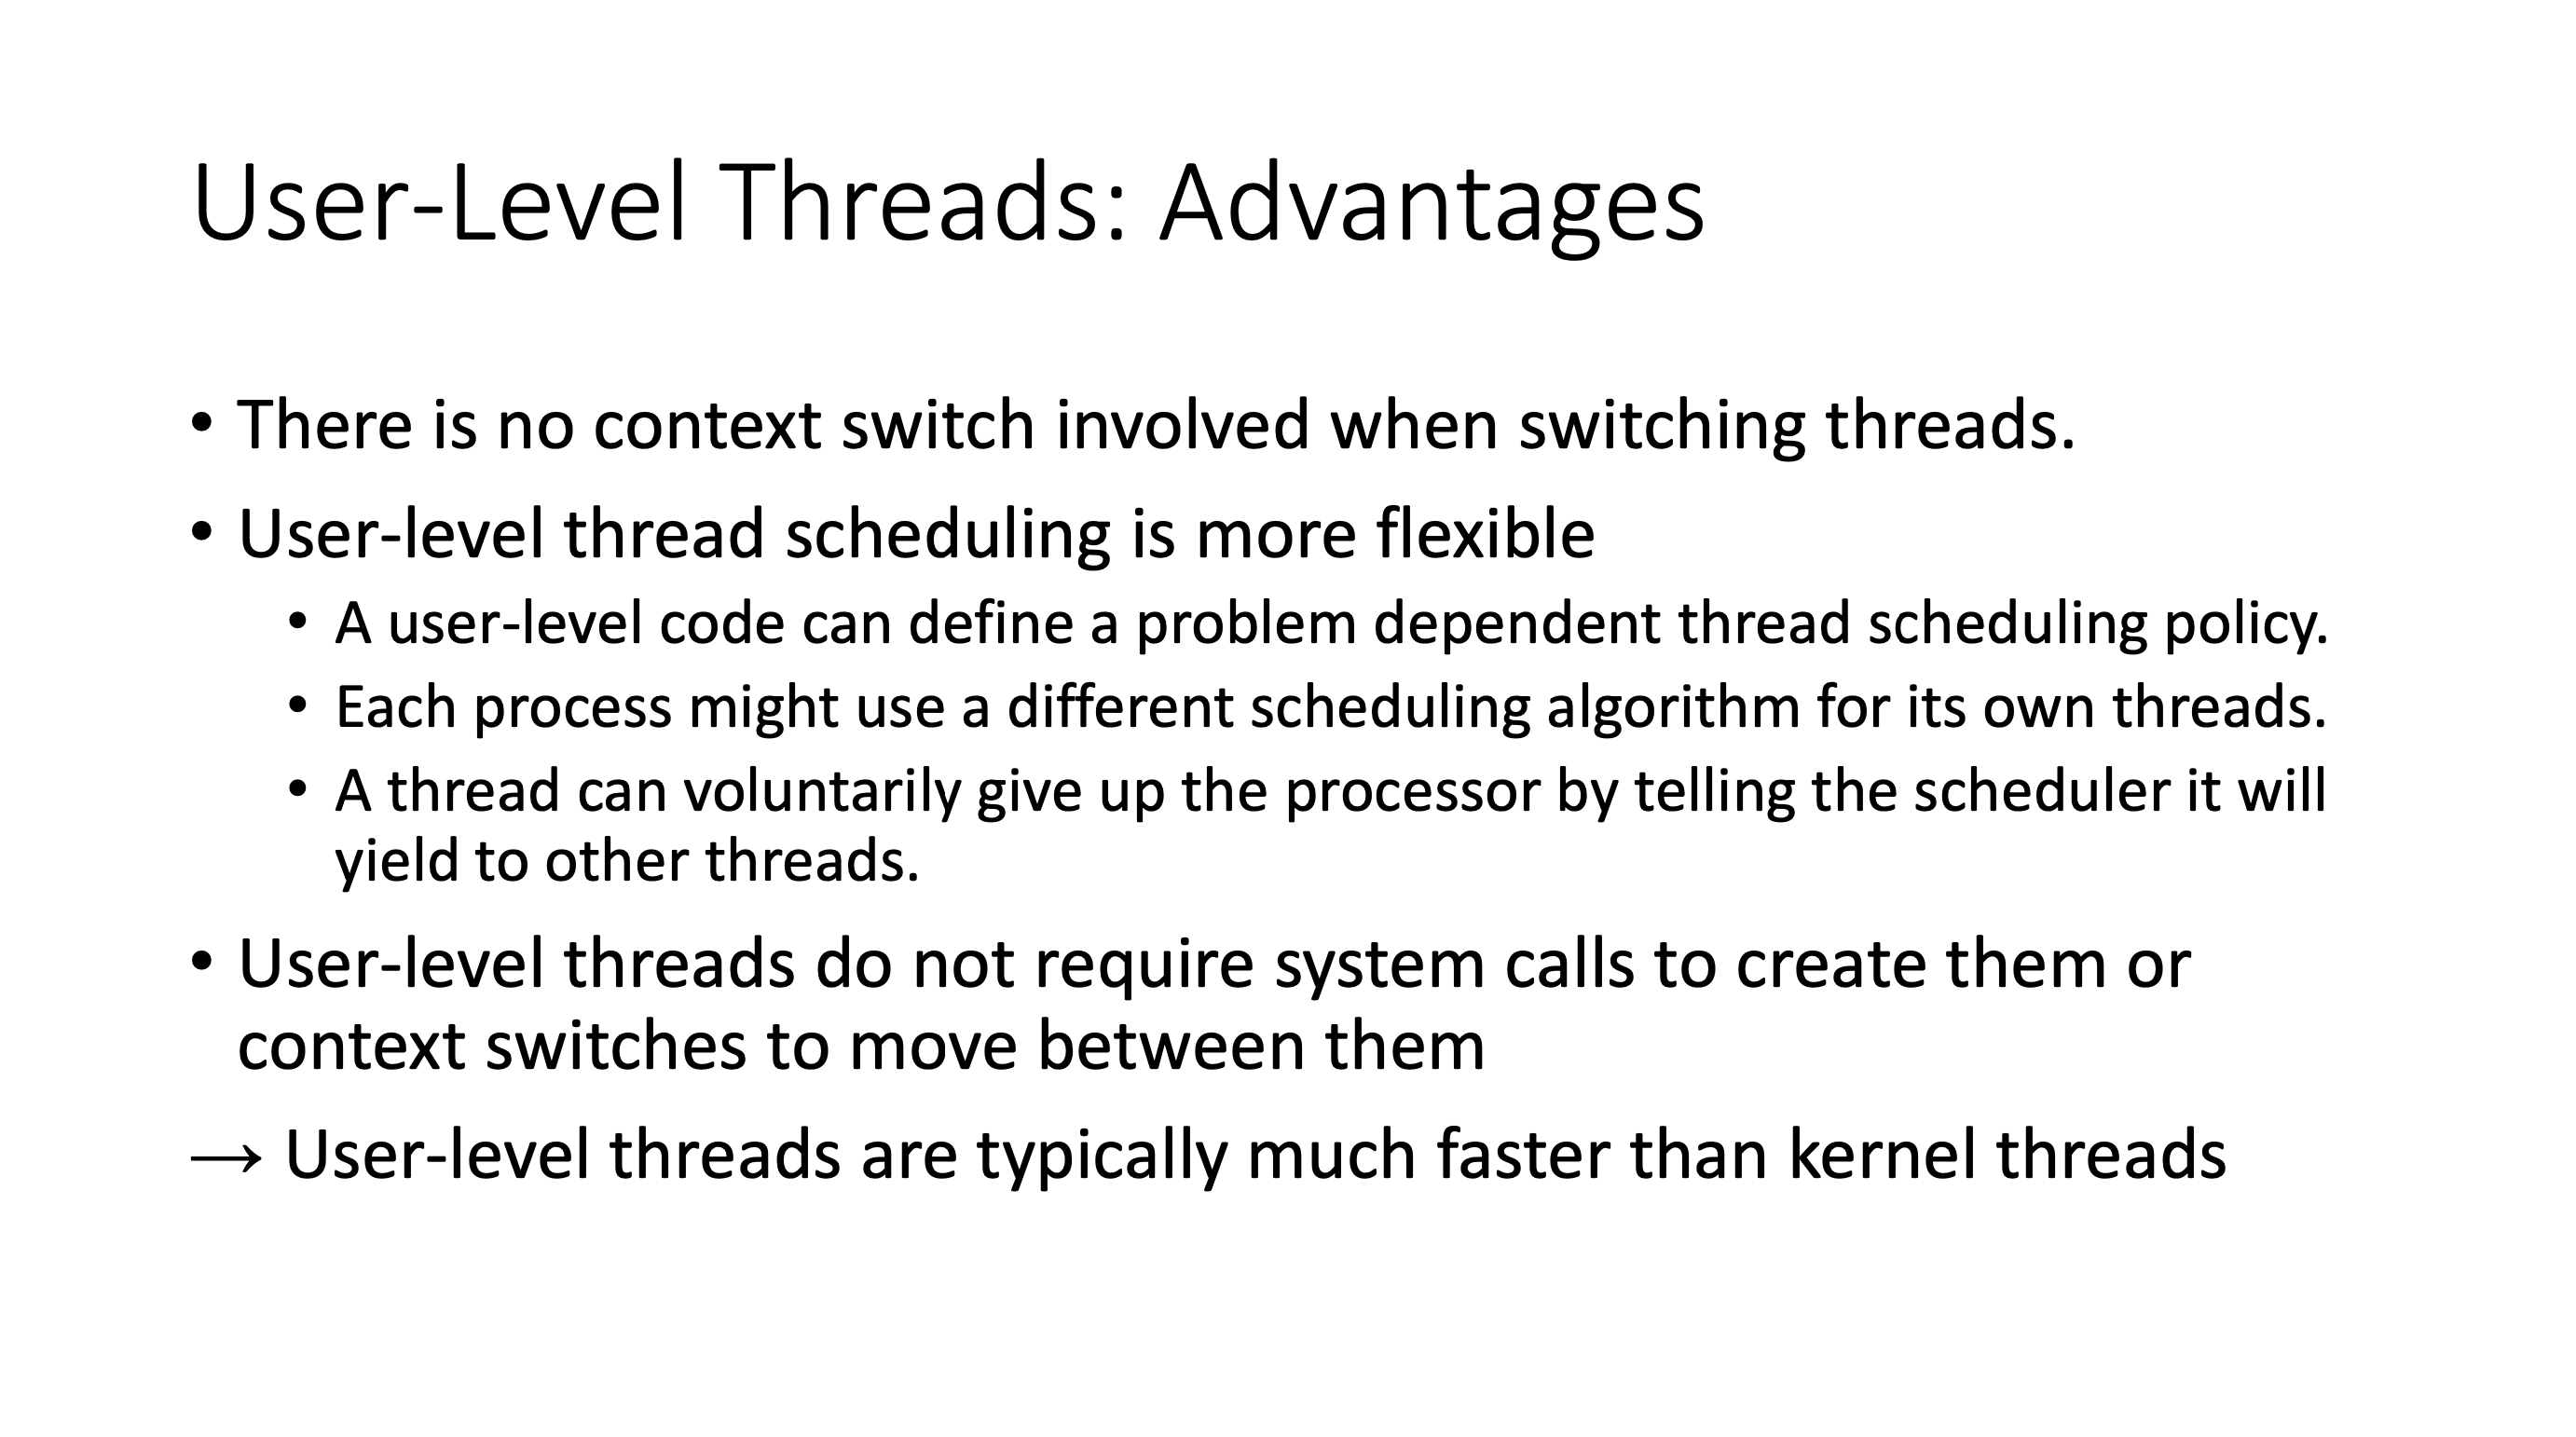 User-Level Threads: Advantages
• There is no context switch involved when switching threads.
• User-level thread scheduling is more flexible
• A user-level code can define a problem dependent thread scheduling policy.
• Each process might use a different scheduling algorithm for its own threads.
• A thread can voluntarily give up the processor by telling the scheduler it will
yield to other threads.
• User-level threads do not require system calls to create them or
context switches to move between them
→ User-level threads are typically much faster than kernel threads